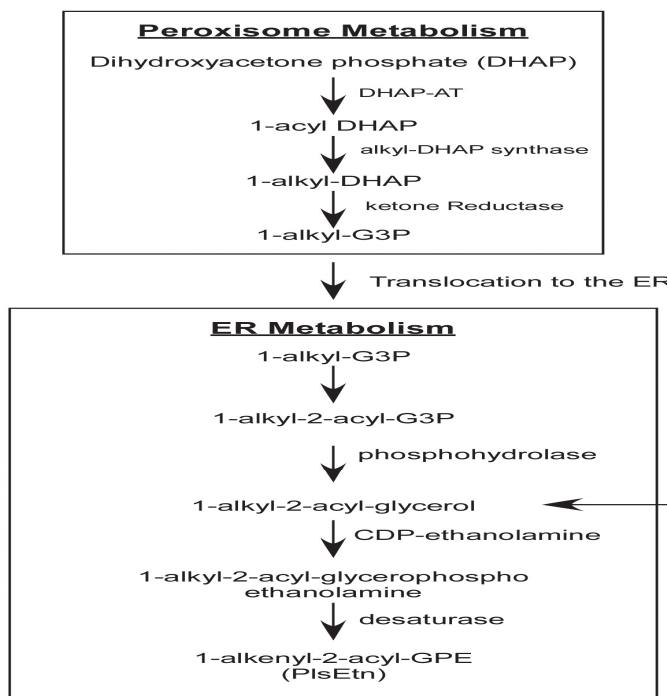 Peroxisome Metabolism
Dihydroxyacetone phosphate (DHAP)
DHAP-AT
1-acyl DHAP
alkyl-DHAP synthase
1-alkyl-DHAP
ketone Reductase
1-alkyl-G3P
Translocation to the ER
ER Metabolism
1-alkyl-G3P
1-alkyl-2-acyl-G3P
phosphohydrolase
1-alkyl-2-acyl-glycerol
CDP-ethanolamine
1-alkyl-2-acyl-glycerophospho
ethanolamine
desaturase
1-alkenyl-2-acyl-GPE
(PlsEtn)